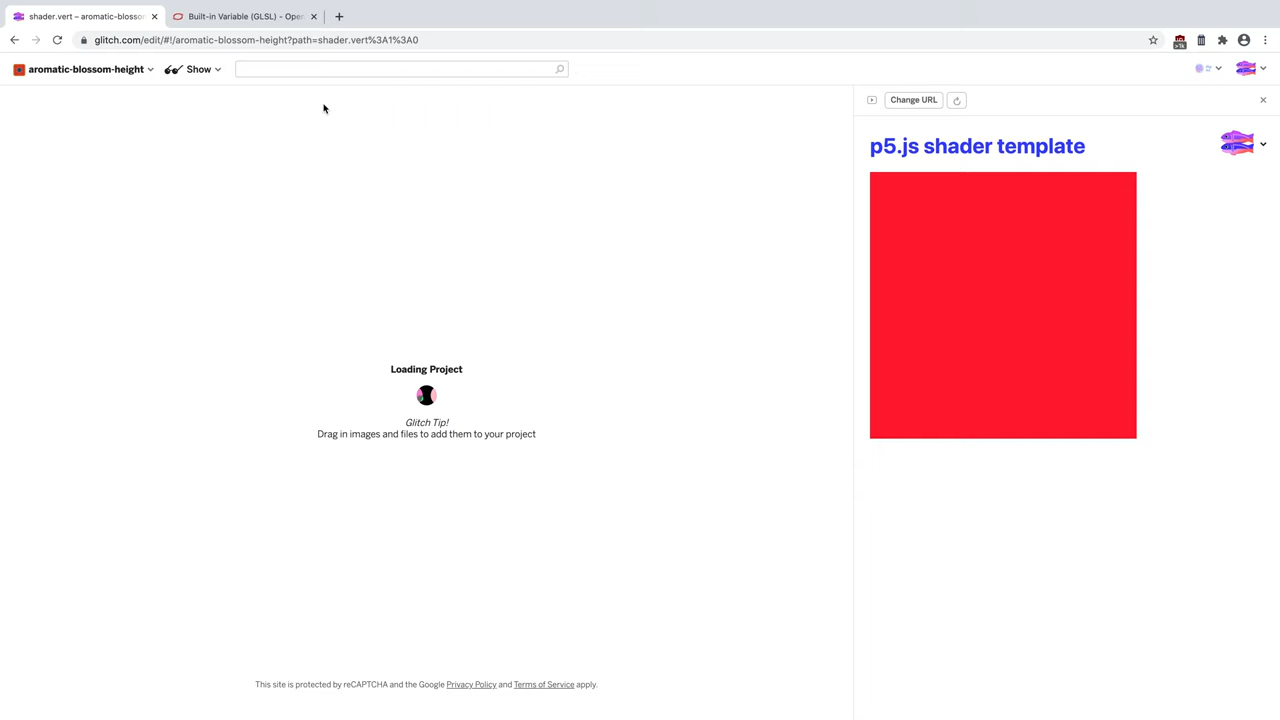 shader.vert – aromatic-blosso
Built-in Variable (GLSL) - Open
glitch.com/edit/#!/aromatic-blossom-height?path=shader.vert%3A1%3A0
aromatic-blossom-height
Show
Change URL
p5.js shader template
Loading Project
Glitch Tip!
Drag in images and files to add them to your project
This site is protected by reCAPTCHA and the Google Privacy Policy and Terms of Service apply.